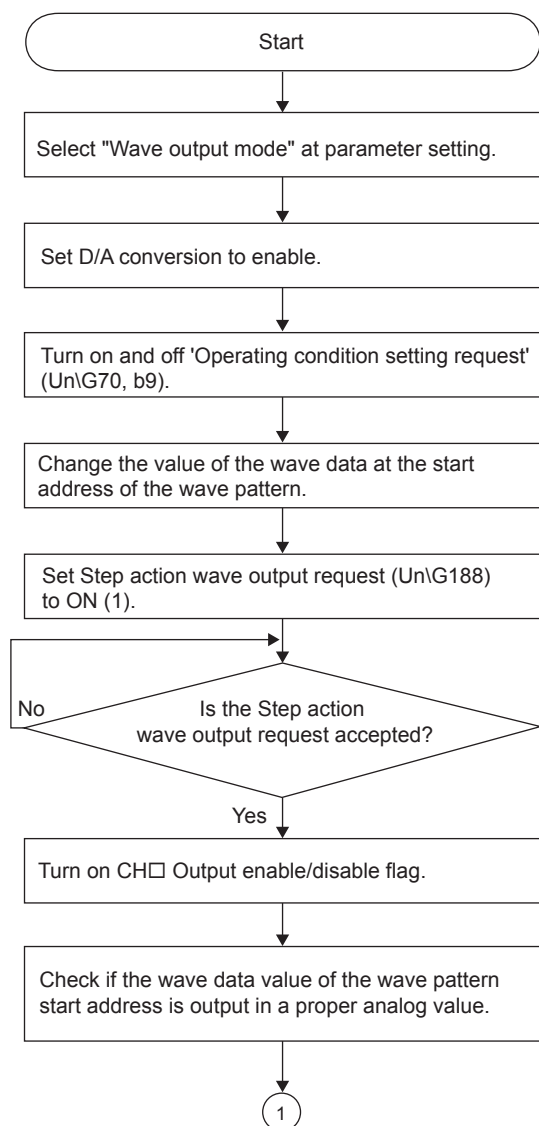 Start
Select "Wave output mode" at parameter setting.
Set D/A conversion to enable.
Turn on and off 'Operating condition setting request'
(Un\G70, b9).
Change the value of the wave data at the start
address of the wave pattern.
Set Step action wave output request (Un\G188)
to ON (1).
No
Is the Step action
wave output request accepted?
Yes
Turn on CH□ Output enable/disable flag.
Check if the wave data value of the wave pattern
start address is output in a proper analog value.
1